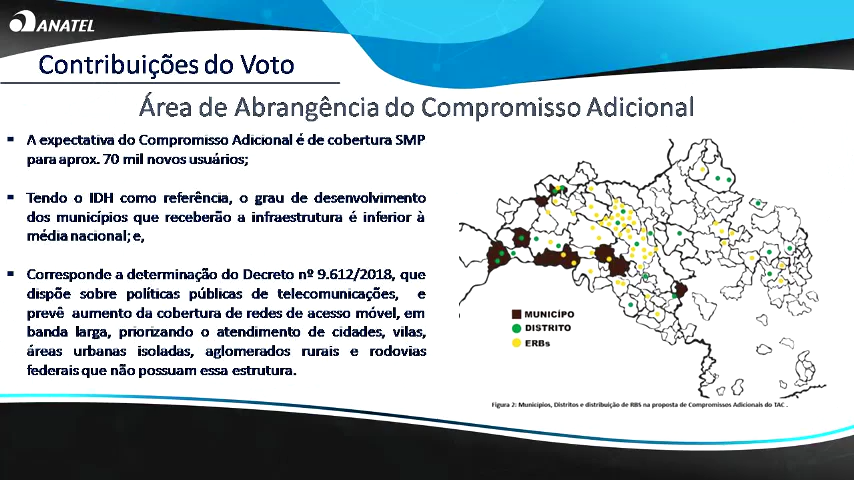 ANATEL
Contribuições do Voto
Área de Abrangência do Compromisso Adicional
A expectativa do Compromisso Adicional é de cobertura SMP
para aprox. 70 mil novos usuários;
Tendo o IDH como referência, o grau de desenvolvimento
dos municípios que receberão a infraestrutura é inferior à
média nacional; e,
Corresponde a determinação do Decreto nº 9.612/2018, que
dispõe sobre políticas públicas de telecomunicações, e
prevê aumento da cobertura de redes de acesso móvel, em
banda larga, priorizando o atendimento de cidades, vilas,
áreas urbanas isoladas, aglomerados rurais e rodovias
federais que não possuam essa estrutura.
MUNICÍPO
DISTRITO
ERBs
Figura 2: Municípios, Distritos e distribuição de RBS na proposta de Compromissos Adicionais do TAC .